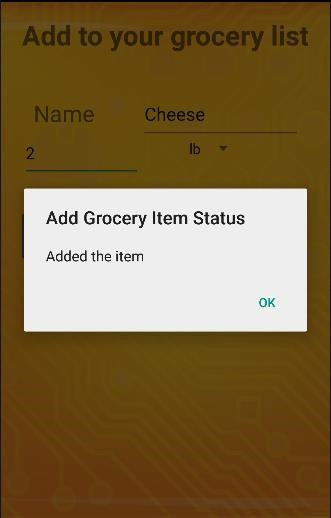 Add to your grocery list
Name
Cheese
2
lb
Add Grocery Item Status
Added the item
OK